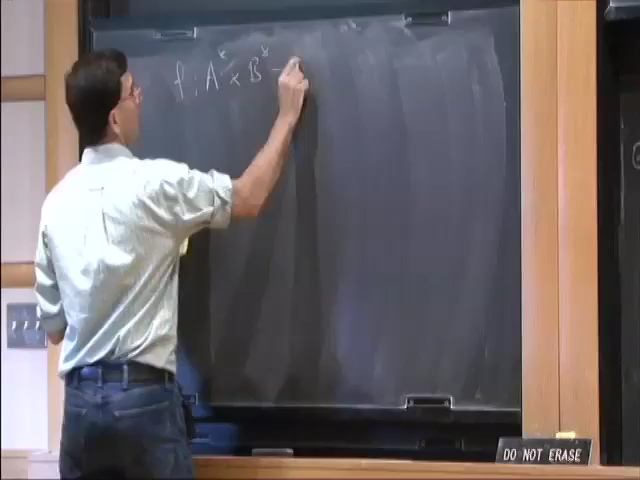 f : A* x B* -
DO NOT ERASE